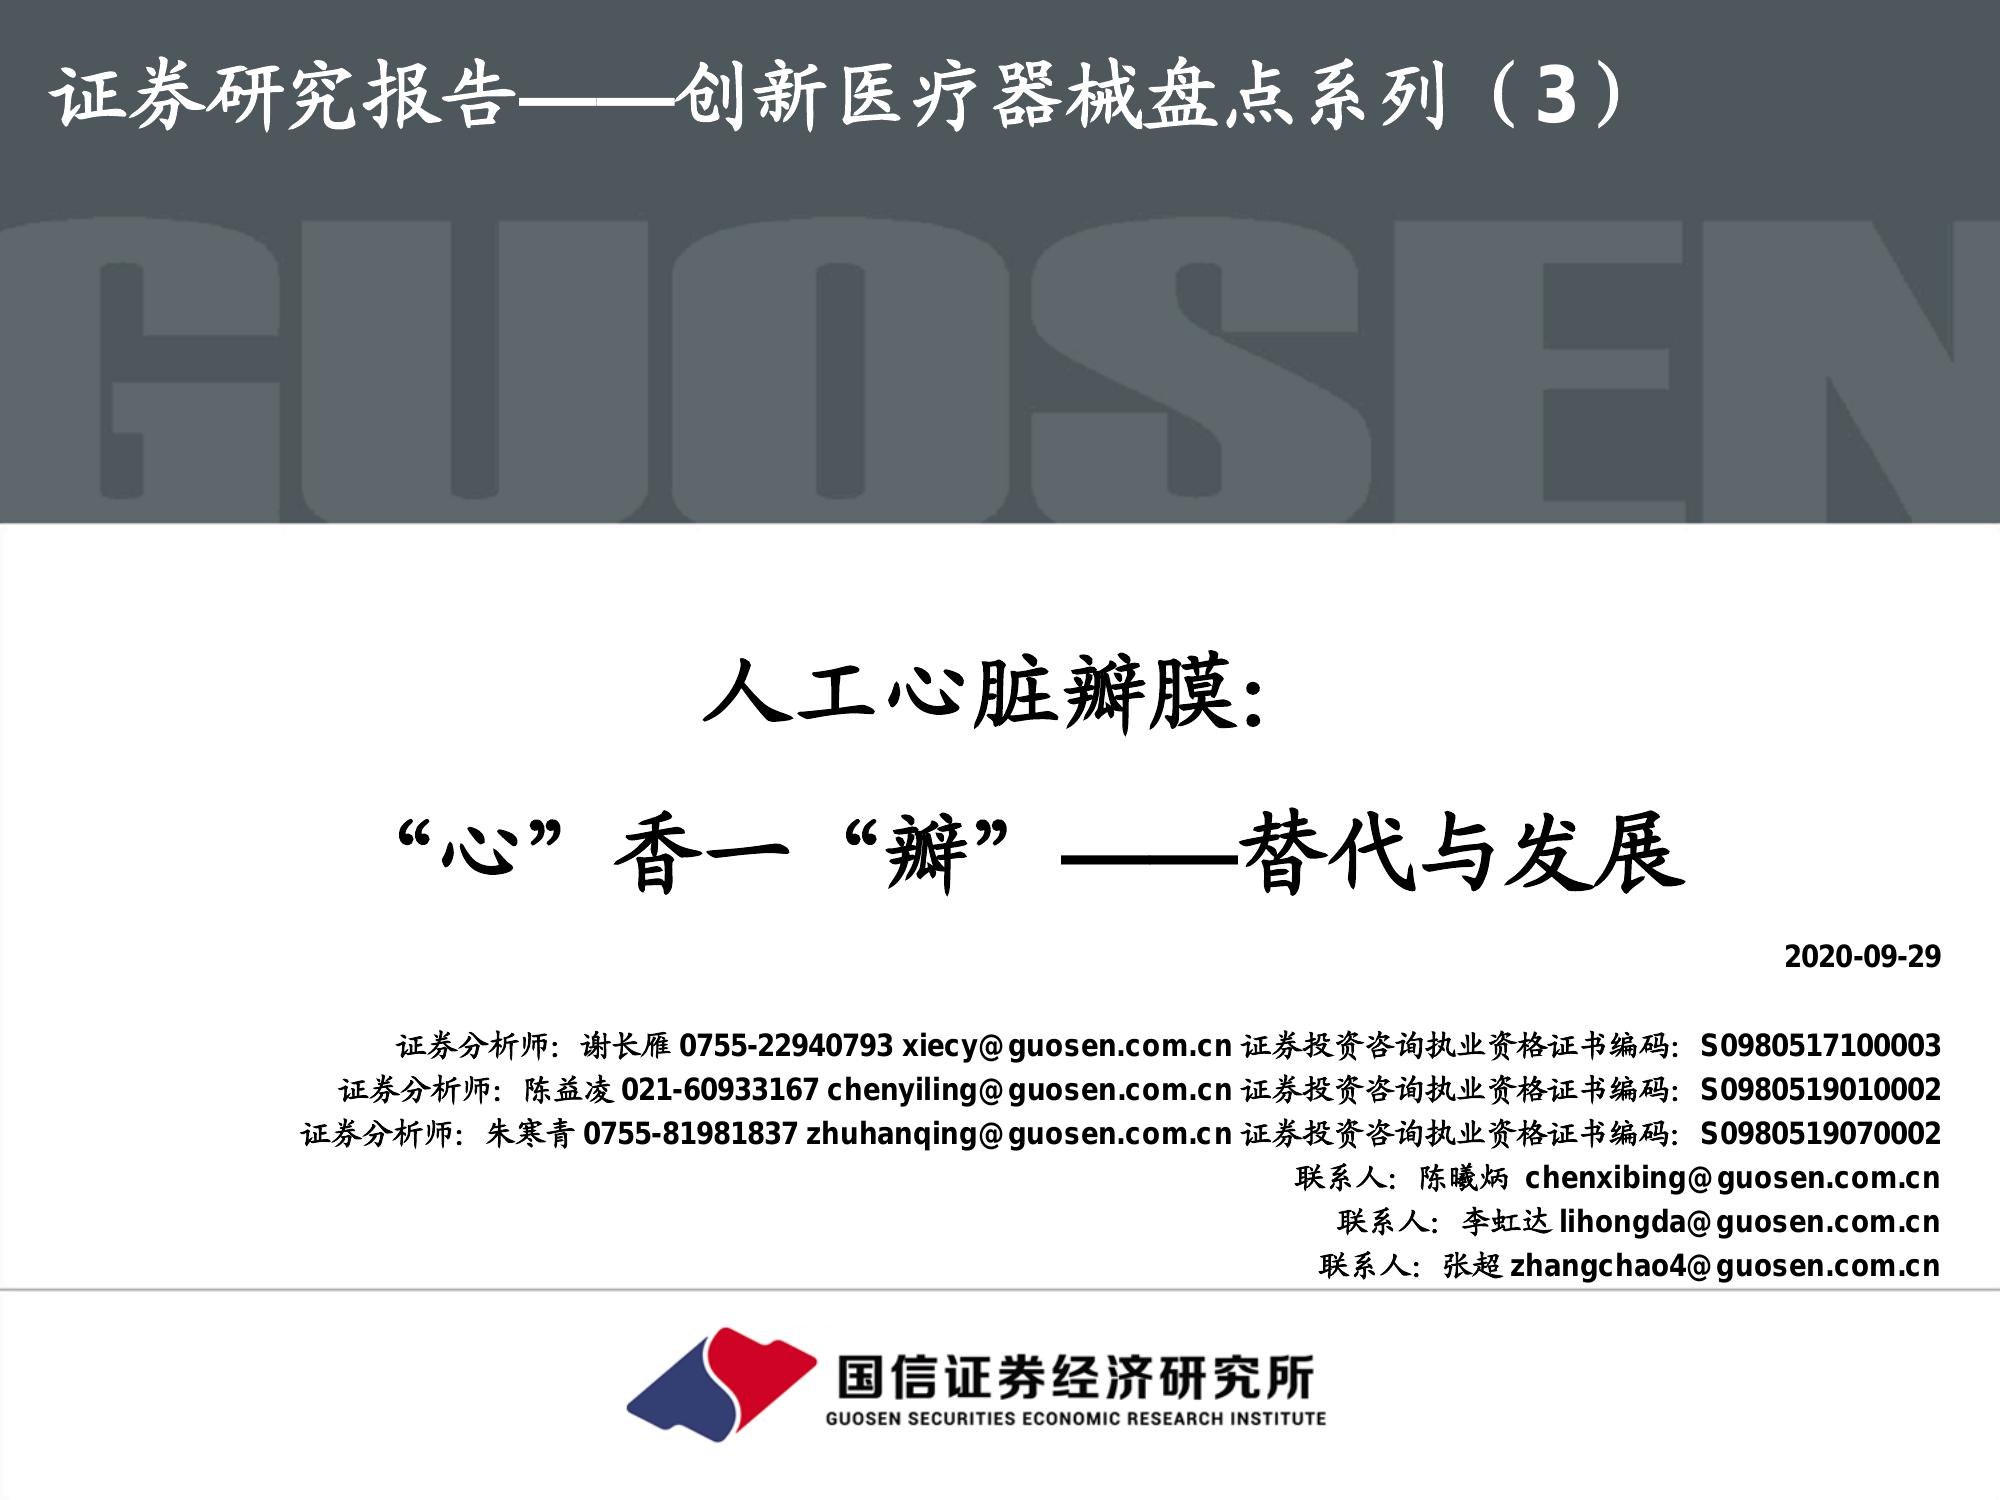 证券研究报告——创新医疗器械盘点系列（3）
GUOSEN
人工心脏瓣膜：
“心”香一“瓣”——替代与发展
2020-09-29
证券分析师：谢长雁 0755-22940793 xiecy@guosen.com.cn 证券投资咨询执业资格证书编码：S0980517100003
证券分析师：陈益凌 021-60933167 chenyiling@guosen.com.cn 证券投资咨询执业资格证书编码：S0980519010002
证券分析师：朱寒青 0755-81981837 zhuhanqing@guosen.com.cn 证券投资咨询执业资格证书编码：S0980519070002
联系人：陈曦炳 chenxibing@guosen.com.cn
联系人：李虹达 lihongda@guosen.com.cn
联系人：张超 zhangchao4@guosen.com.cn
国信证券经济研究所
GUOSEN SECURITIES ECONOMIC RESEARCH INSTITUTE